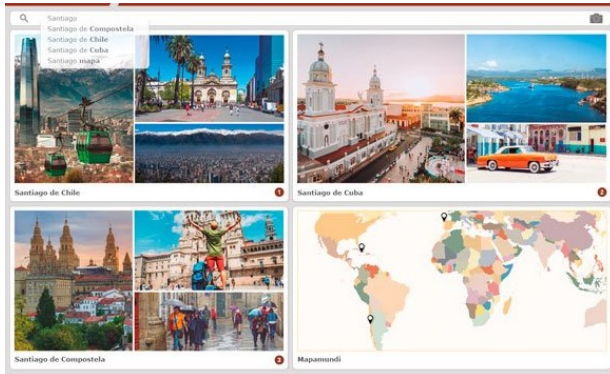 Santiago
Santiago de Compostela
Santiago de Chile
Santiago de Cuba
Santiago mapa
Santiago de Chile
1
Santiago de Cuba
2
Santiago de Compostela
3
Mapamundi